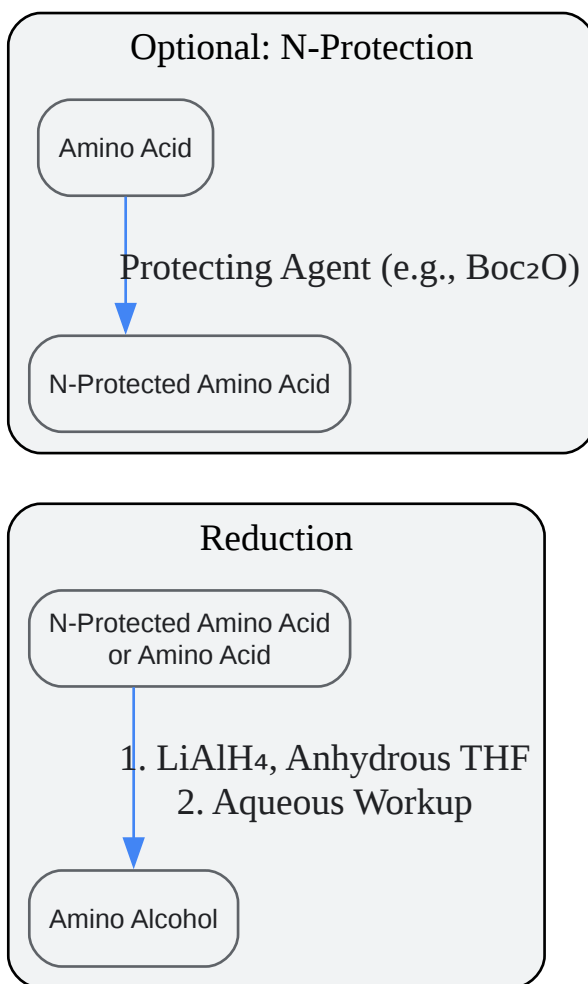 Optional: N-Protection
Amino Acid
Protecting Agent (e.g., Boc₂O)
N-Protected Amino Acid
Reduction
N-Protected Amino Acid
or Amino Acid
1. LiAlH₄, Anhydrous THF
2. Aqueous Workup
Amino Alcohol